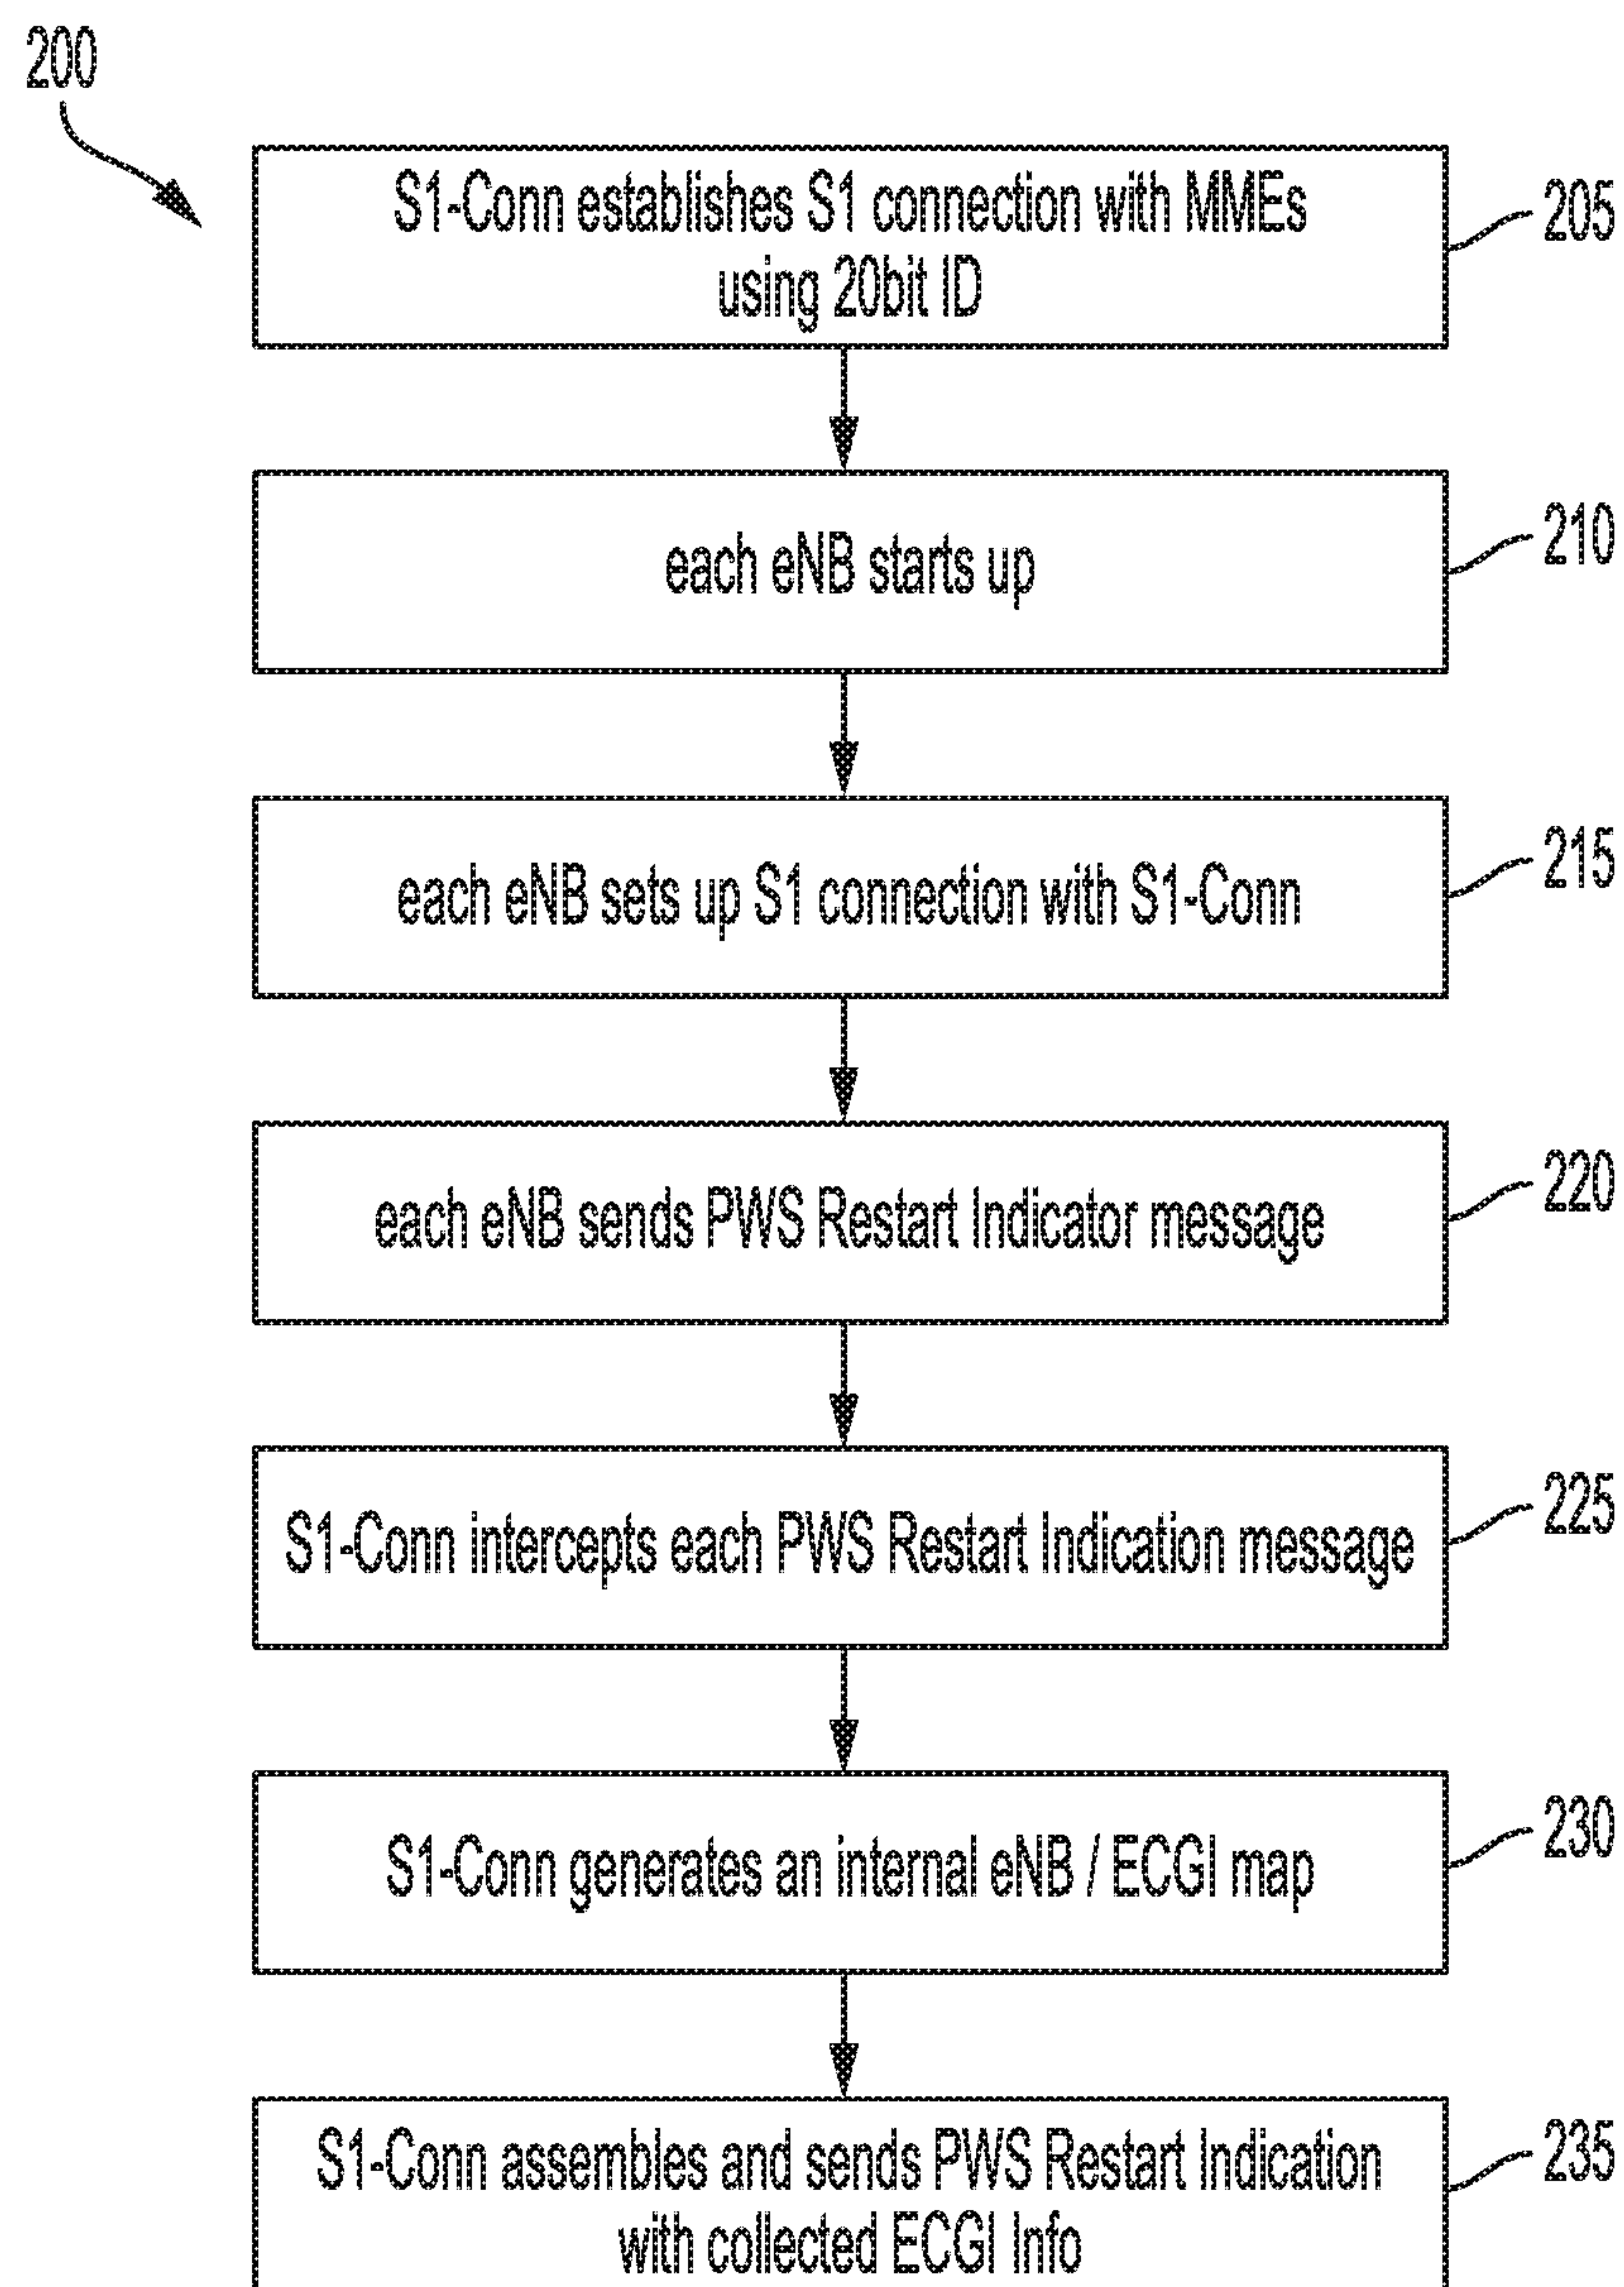 200
S1-Conn establishes S1 connection with MMEs
using 20bit ID
205
each eNB starts up
210
each eNB sets up S1 connection with S1-Conn
215
each eNB sends PWS Restart Indicator message
220
S1-Conn intercepts each PWS Restart Indication message
225
S1-Conn generates an internal eNB / ECGI map
230
S1-Conn assembles and sends PWS Restart Indication
with collected ECGI Info
235